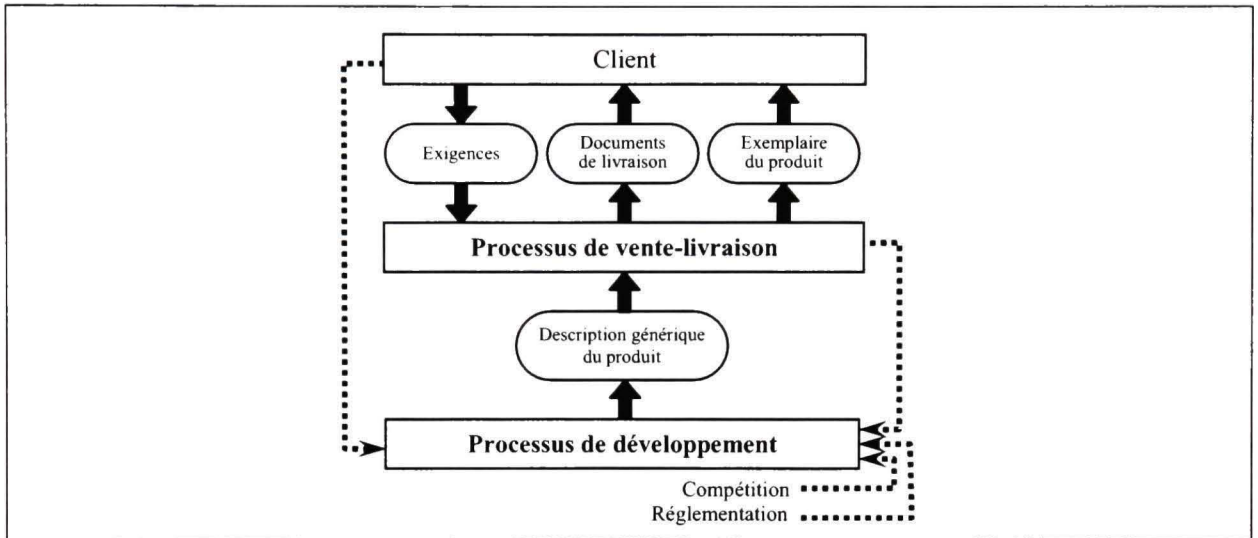 Client
Exigences
Documents
de livraison
Exemplaire
du produit
Processus de vente-livraison
Description générique
du produit
Processus de développement
Compétition
Réglementation